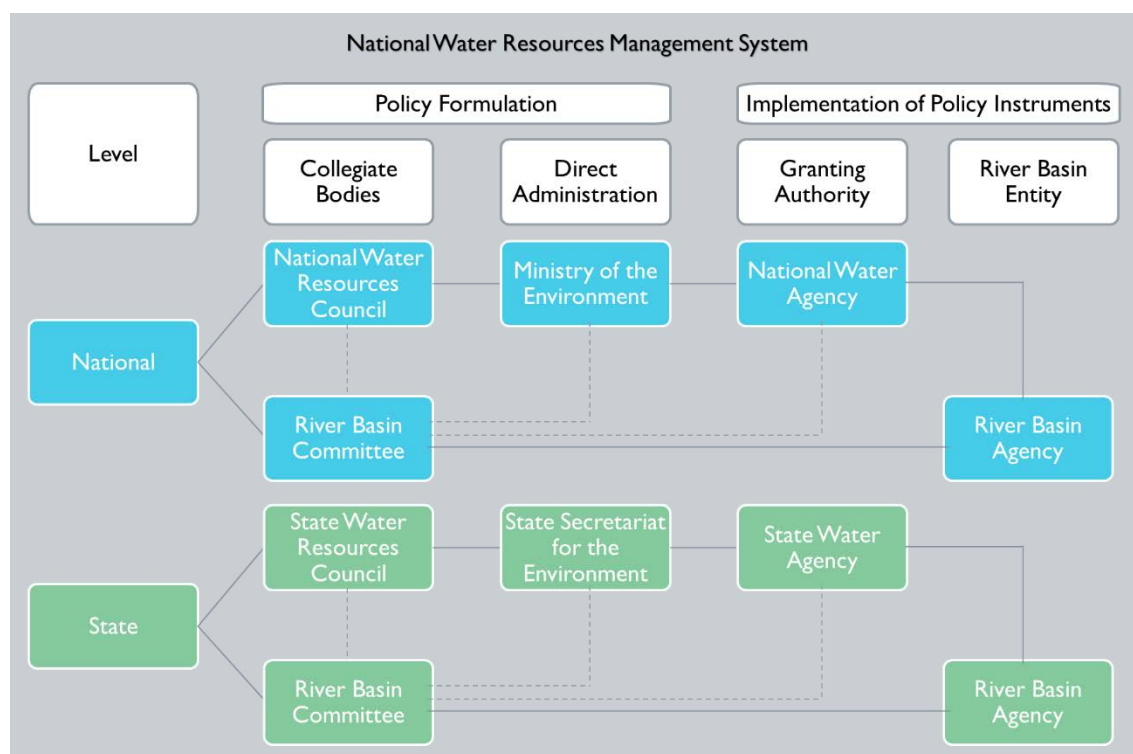 National Water Resources Management System
Level
Policy Formulation
Implementation of Policy Instruments
Collegiate
Bodies
Direct
Administration
Granting
Authority
River Basin
Entity
National
National Water
Resources
Council
Ministry of the
Environment
National Water
Agency
River Basin
Committee
River Basin
Agency
State
State Water
Resources
Council
State Secretariat
for the
Environment
State Water
Agency
River Basin
Committee
River Basin
Agency